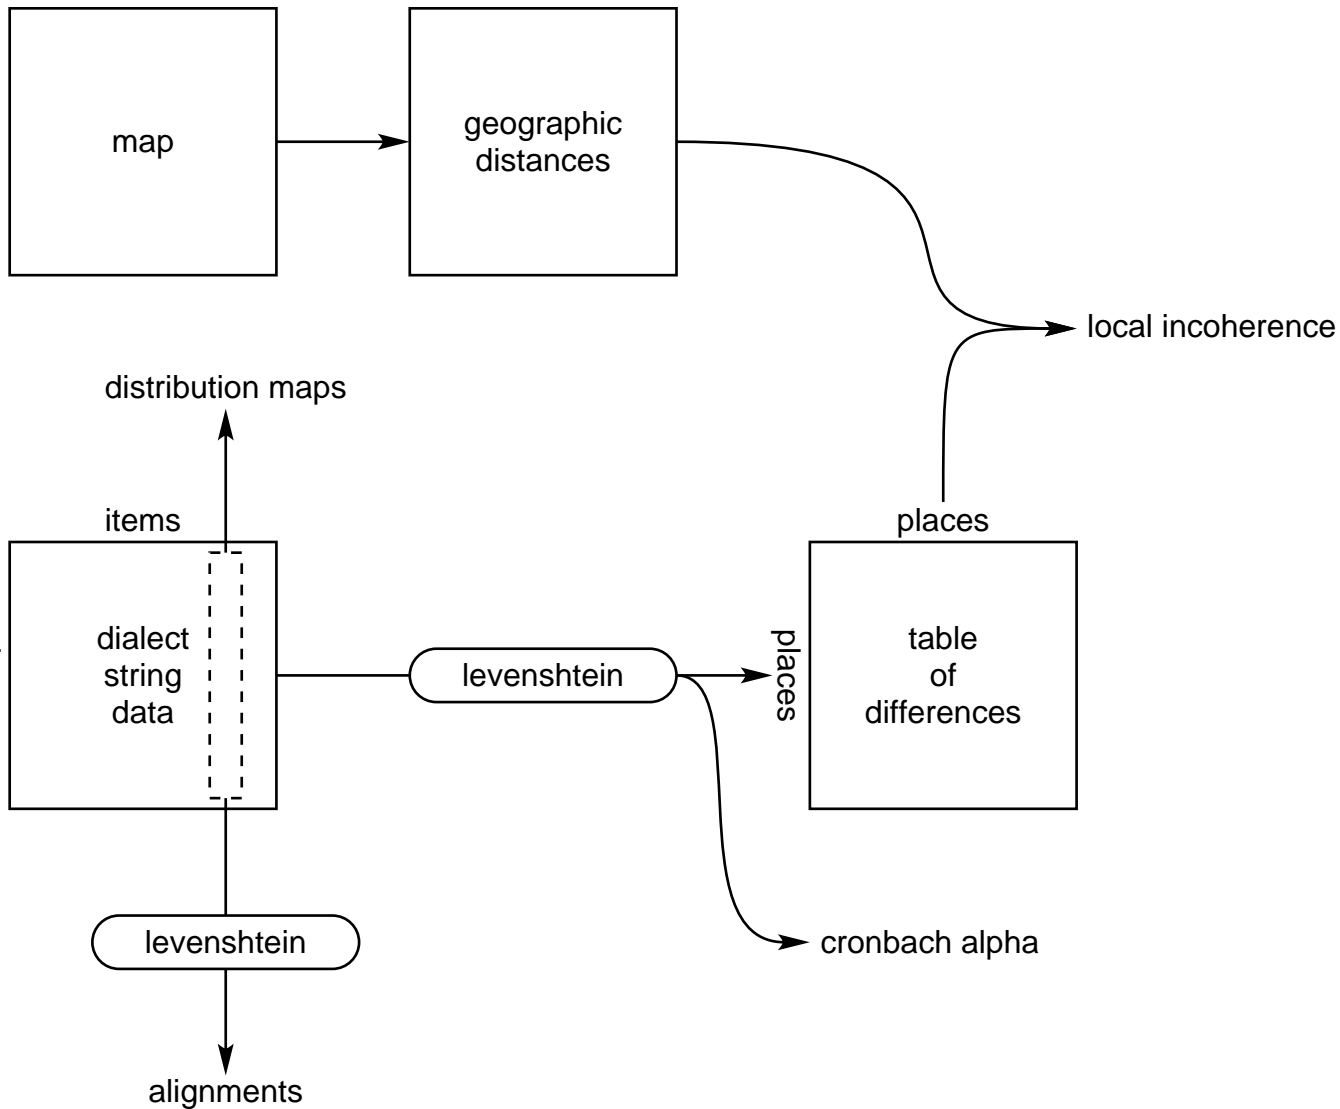 map
geographic
distances
local incoherence
distribution maps
items
places
dialect
string
data
levenshtein
places
table
of
differences
levenshtein
cronbach alpha
alignments